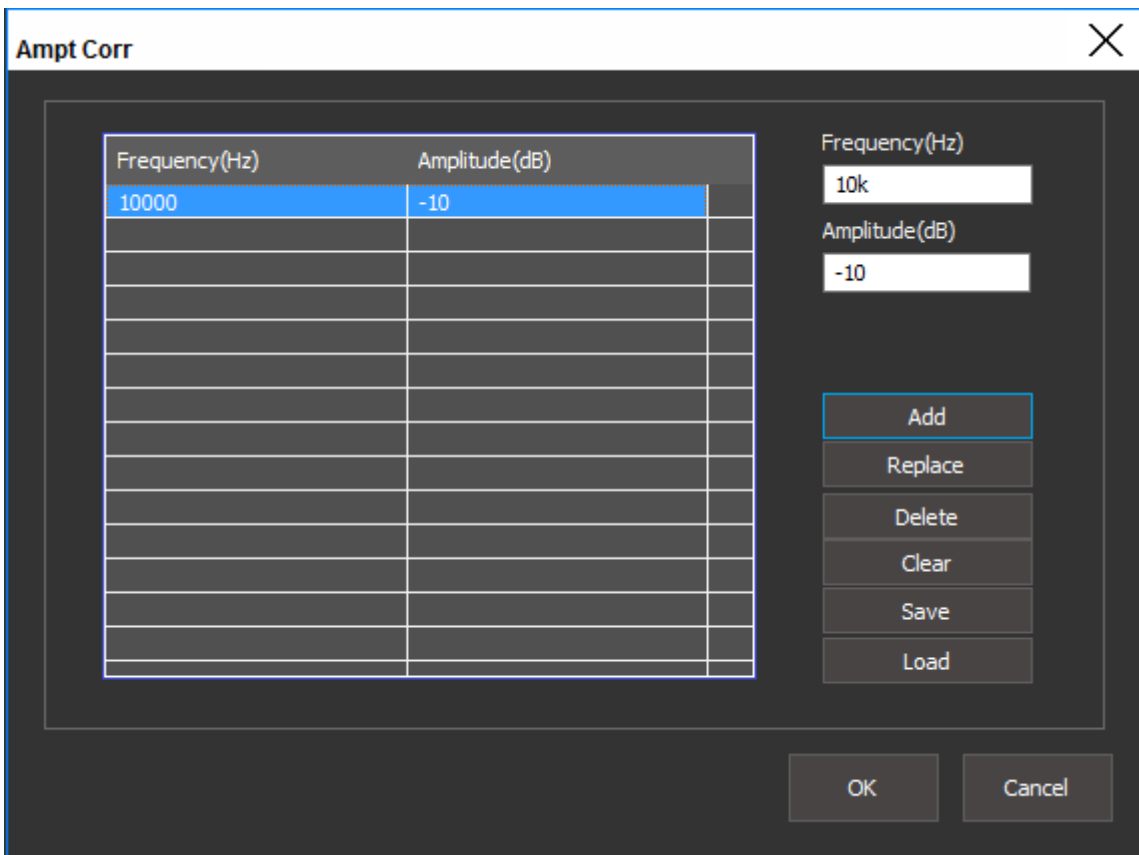 Ampt Corr
Frequency(Hz) Amplitude(dB)
10000 -10
Frequency(Hz)
10k
Amplitude(dB)
-10
Add
Replace
Delete
Clear
Save
Load
OK Cancel